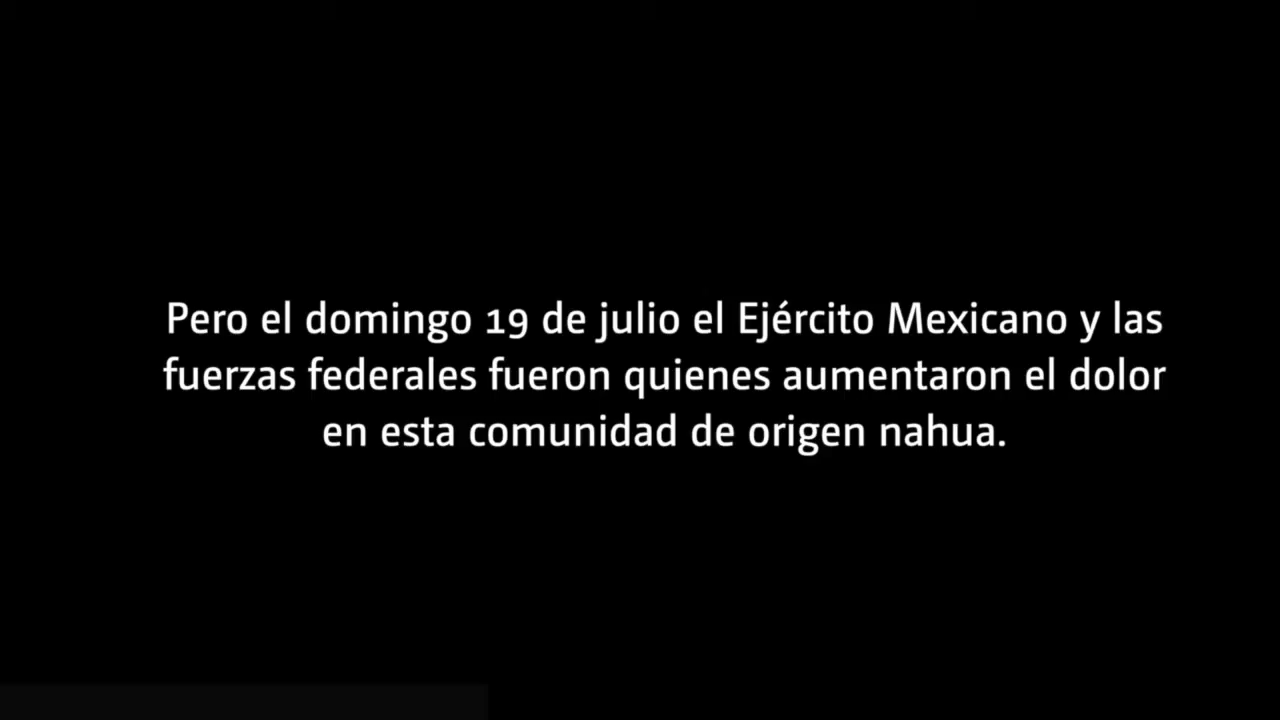 Pero el domingo 19 de julio el Ejército Mexicano y las
fuerzas federales fueron quienes aumentaron el dolor
en esta comunidad de origen nahua.